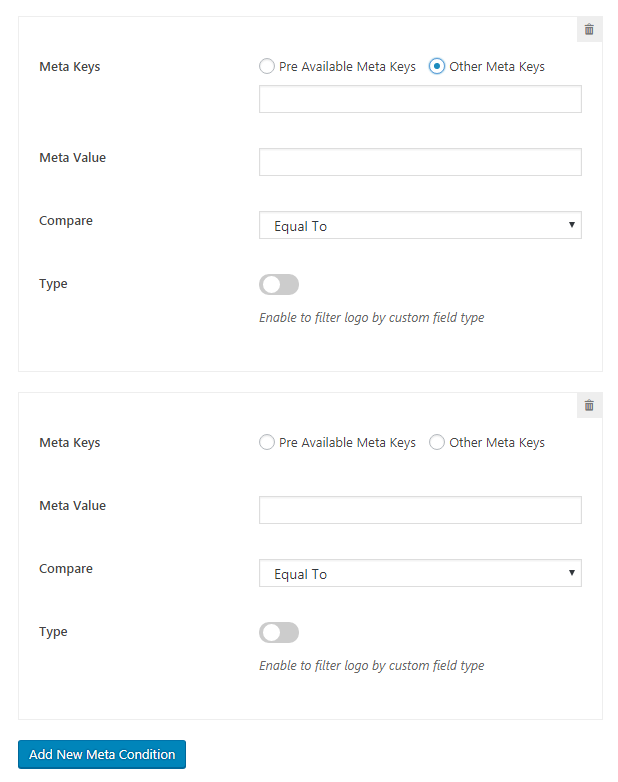 Meta Keys Pre Available Meta Keys Other Meta Keys
Meta Value
Compare Equal To
Type
Enable to filter logo by custom field type
Meta Keys Pre Available Meta Keys Other Meta Keys
Meta Value
Compare Equal To
Type
Enable to filter logo by custom field type
Add New Meta Condition